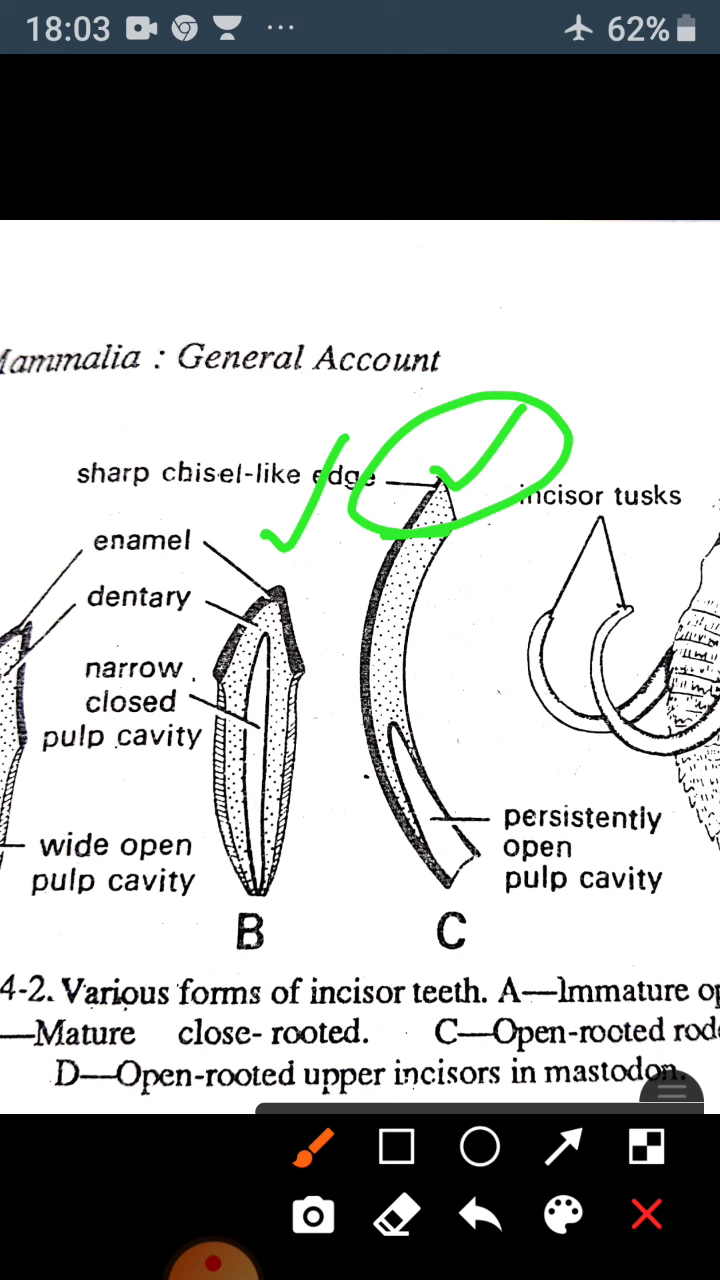 18:03 ... 62%
Mammalia : General Account
sharp chisel-like edge
incisor tusks
enamel
dentary
narrow
closed
pulp cavity
wide open
pulp cavity
persistently
open
pulp cavity
B
C
4-2. Various forms of incisor teeth. A—Immature op
—Mature close-rooted. C—Open-rooted rod
D—Open-rooted upper incisors in mastodon.